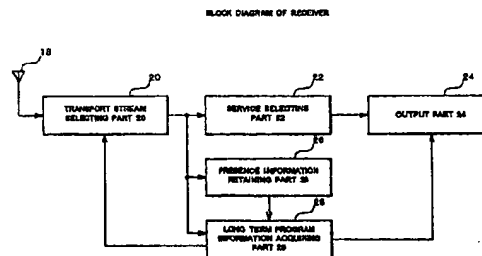 BLOCK DIAGRAM OF RECEIVER
18
20
22
24
TRANSPORT STREAM
SELECTING PART 20
SERVICE SELECTING
PART 22
OUTPUT PART 24
26
PRESENCE INFORMATION
RETAINING PART 26
28
LONG TERM PROGRAM
INFORMATION ACQUIRING
PART 28